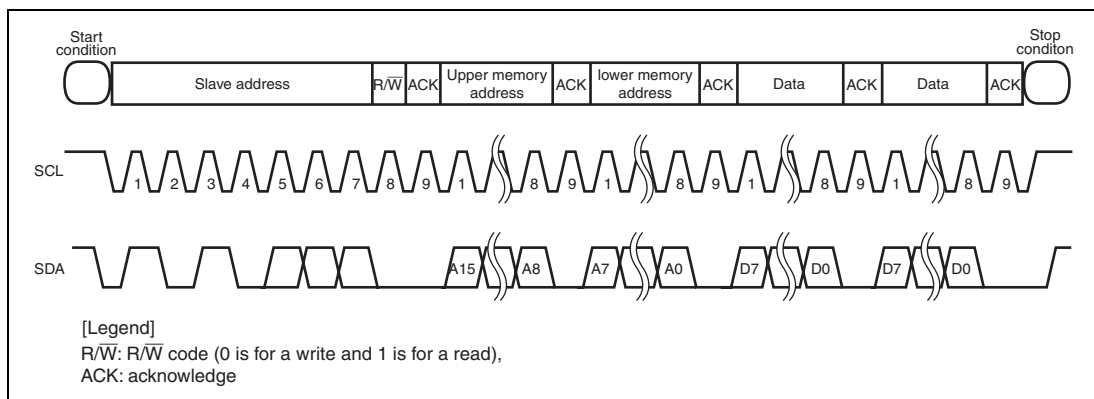 Start
condition
Stop
conditon
Slave address
R/W̅
ACK
Upper memory
address
ACK
lower memory
address
ACK
Data
ACK
Data
ACK
SCL
1 2 3 4 5 6 7 8 9 1 8 9 1 8 9 1 8 9 1 8 9
SDA
A15 A8 A7 A0 D7 D0 D7 D0
[Legend]
R/W̅: R/W̅ code (0 is for a write and 1 is for a read),
ACK: acknowledge